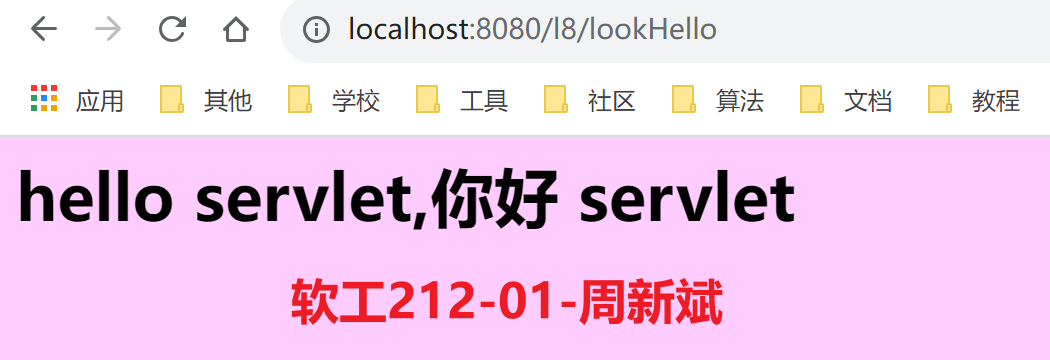 localhost:8080/l8/lookHello
应用 其他 学校 工具 社区 算法 文档 教程
hello servlet,你好 servlet
软工212-01-周新斌